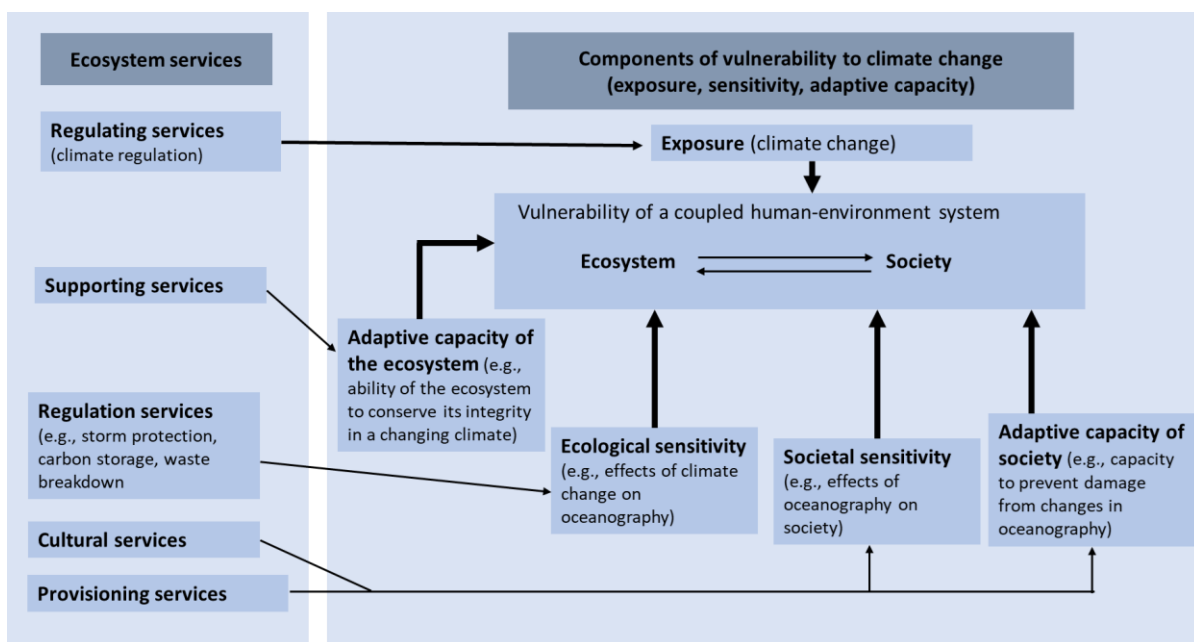 Ecosystem services
Regulating services
(climate regulation)
Supporting services
Regulation services
(e.g., storm protection,
carbon storage, waste
breakdown
Cultural services
Provisioning services
Components of vulnerability to climate change
(exposure, sensitivity, adaptive capacity)
Exposure (climate change)
Vulnerability of a coupled human-environment system
Ecosystem
Society
Adaptive capacity of
the ecosystem (e.g.,
ability of the ecosystem
to conserve its integrity
in a changing climate)
Ecological sensitivity
(e.g., effects of climate
change on
oceanography)
Societal sensitivity
(e.g., effects of
oceanography on
society)
Adaptive capacity of
society (e.g., capacity
to prevent damage
from changes in
oceanography)